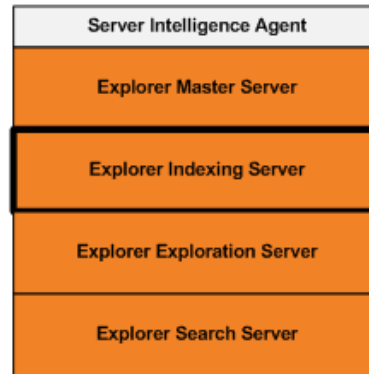 Server Intelligence Agent
Explorer Master Server
Explorer Indexing Server
Explorer Exploration Server
Explorer Search Server